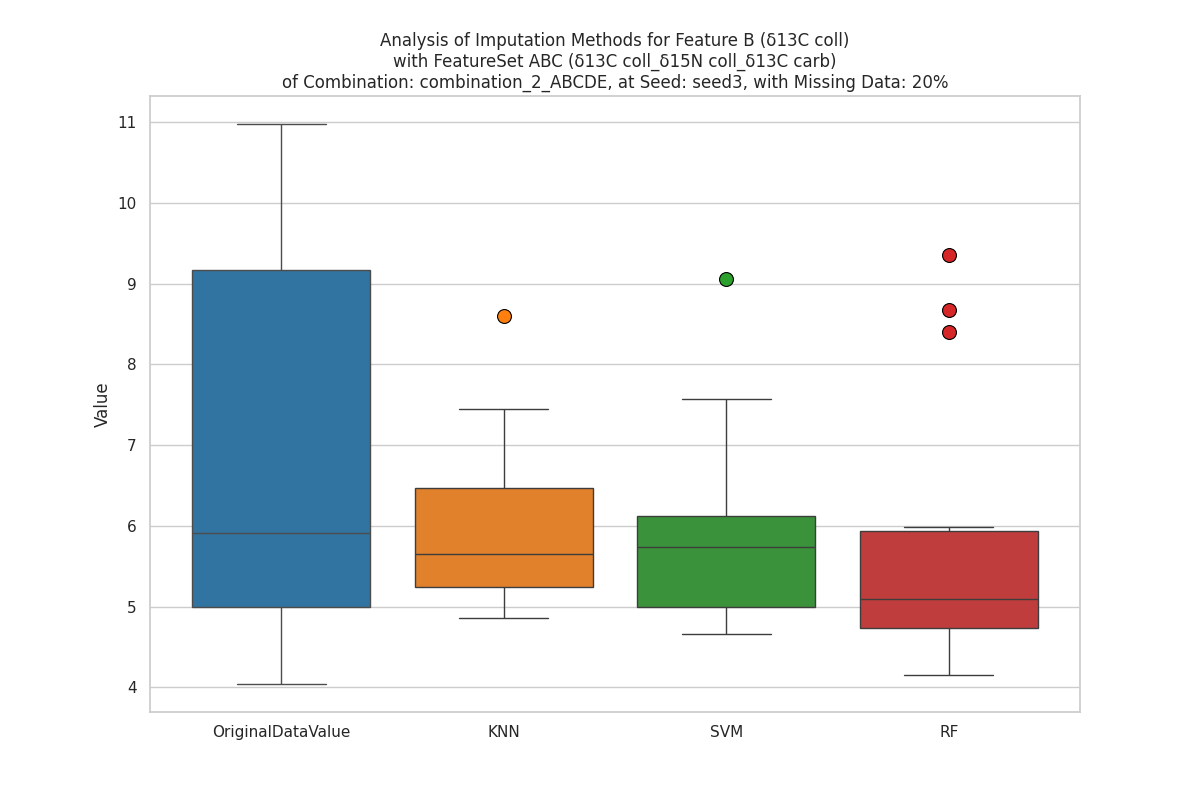 Analysis of Imputation Methods for Feature B (δ13C coll)
with FeatureSet ABC (δ13C coll_δ15N coll_δ13C carb)
of Combination: combination_2_ABCDE, at Seed: seed3, with Missing Data: 20%
11
10
9
8
7
6
5
4
Value
OriginalDataValue
KNN
SVM
RF